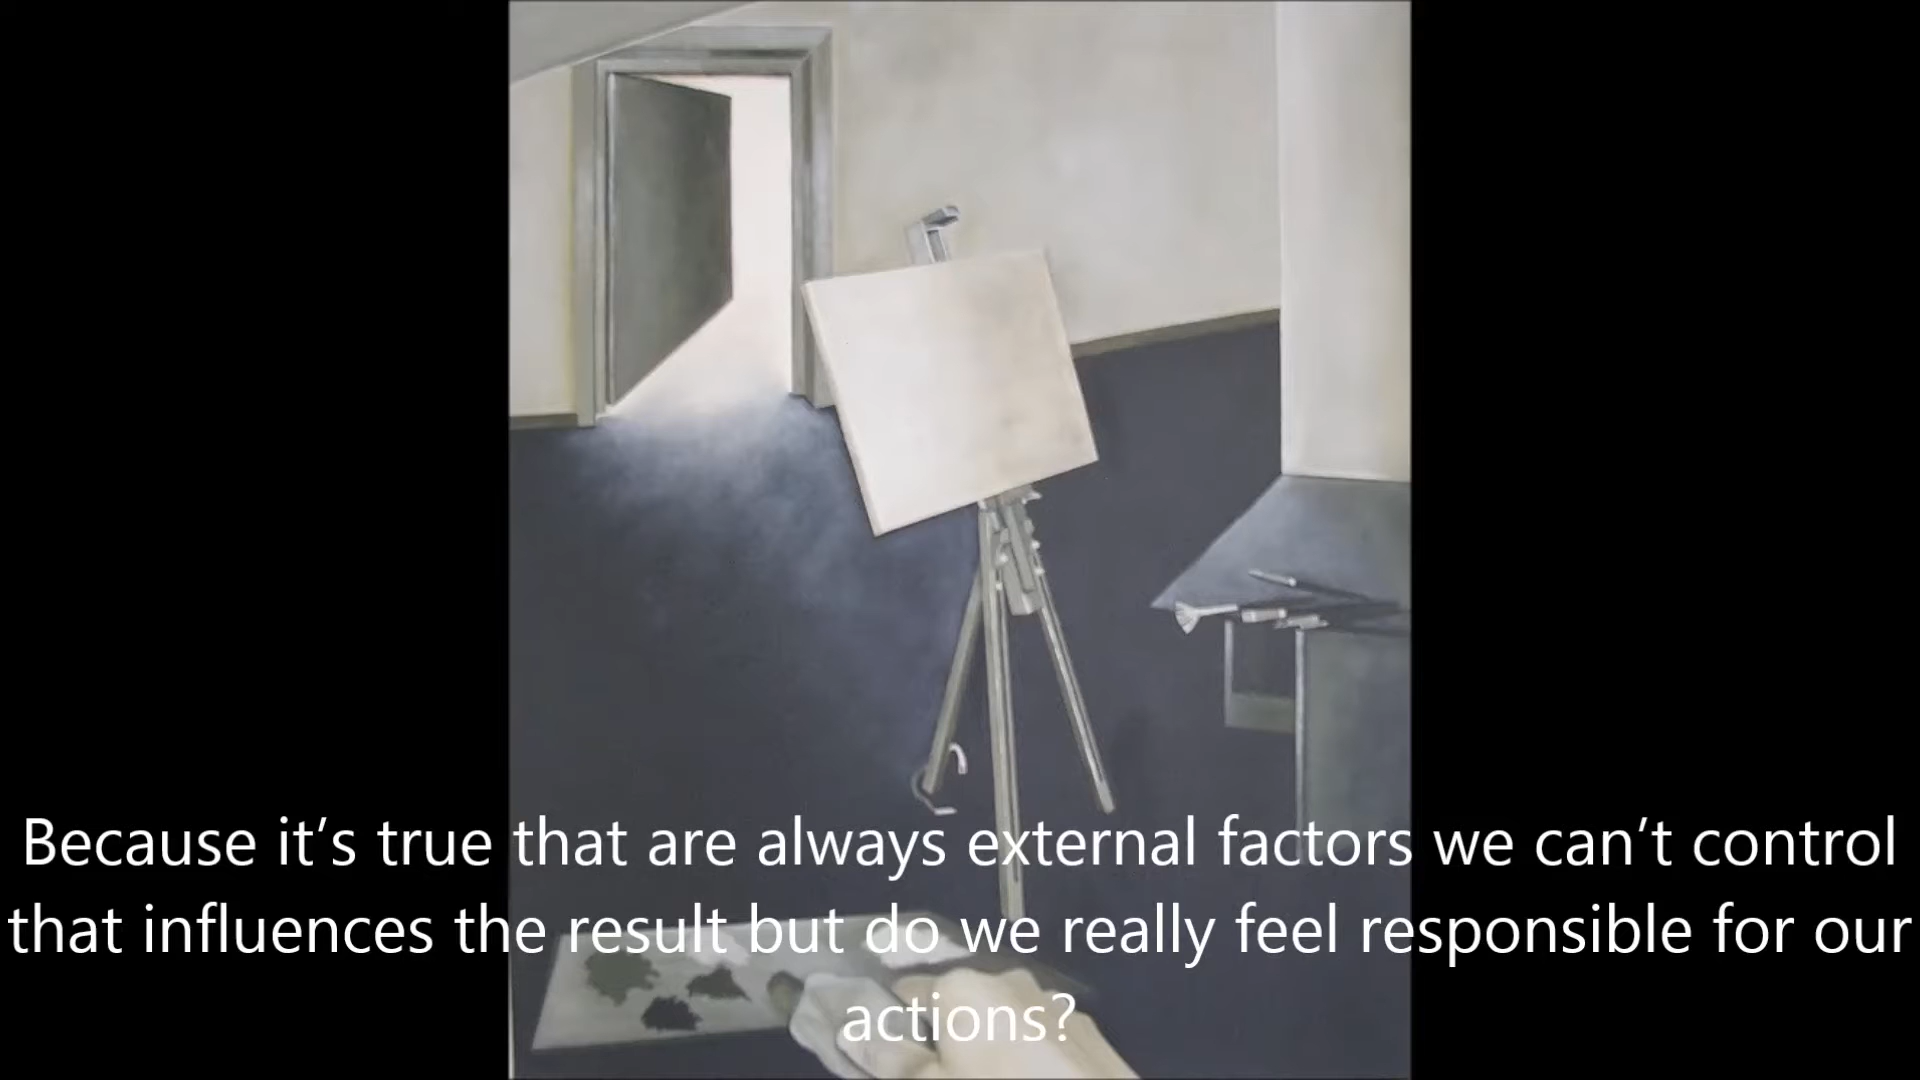 Because it’s true that are always external factors we can’t control
that influences the result but do we really feel responsible for our
actions?